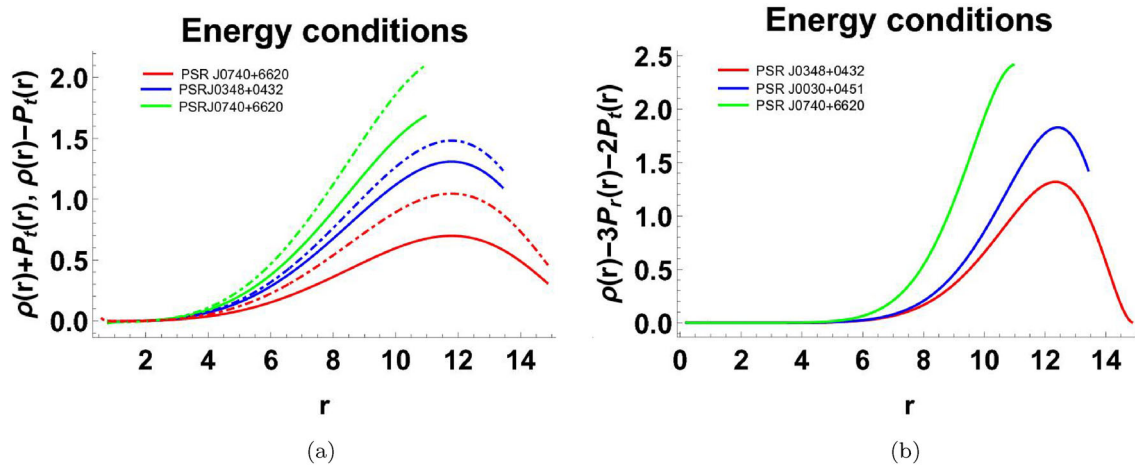 Energy conditions
PSR J0740+6620
PSRJ0348+0432
PSRJ0740+6620
ρ(r)+Pₜ(r), ρ(r)−Pₜ(r)
2.0
1.5
1.0
0.5
0.0
2 4 6 8 10 12 14
r
(a)
Energy conditions
PSR J0348+0432
PSR J0030+0451
PSR J0740+6620
ρ(r)−3Pᵣ(r)−2Pₜ(r)
2.5
2.0
1.5
1.0
0.5
0.0
0 2 4 6 8 10 12 14
r
(b)